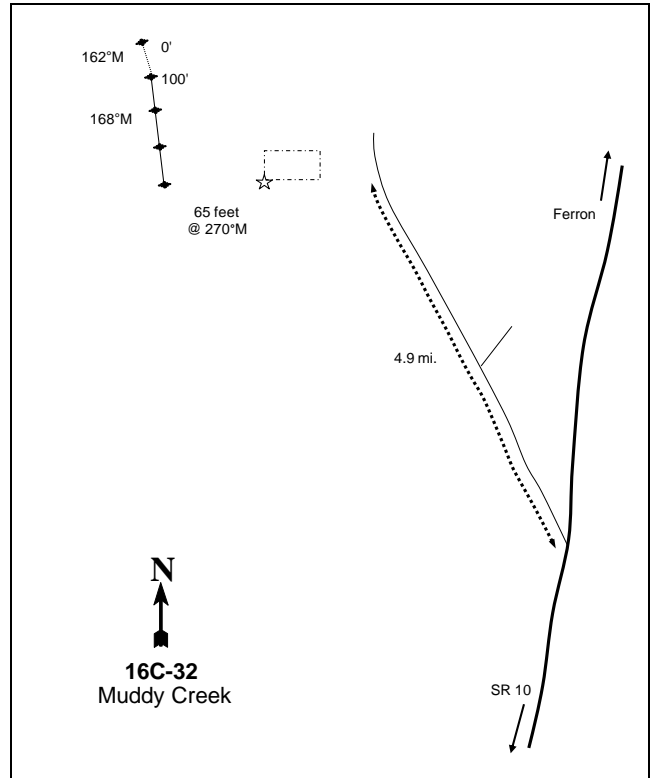 0'
162°M
100'
168°M
65 feet
@ 270°M
Ferron
4.9 mi.
N
16C-32
Muddy Creek
SR 10